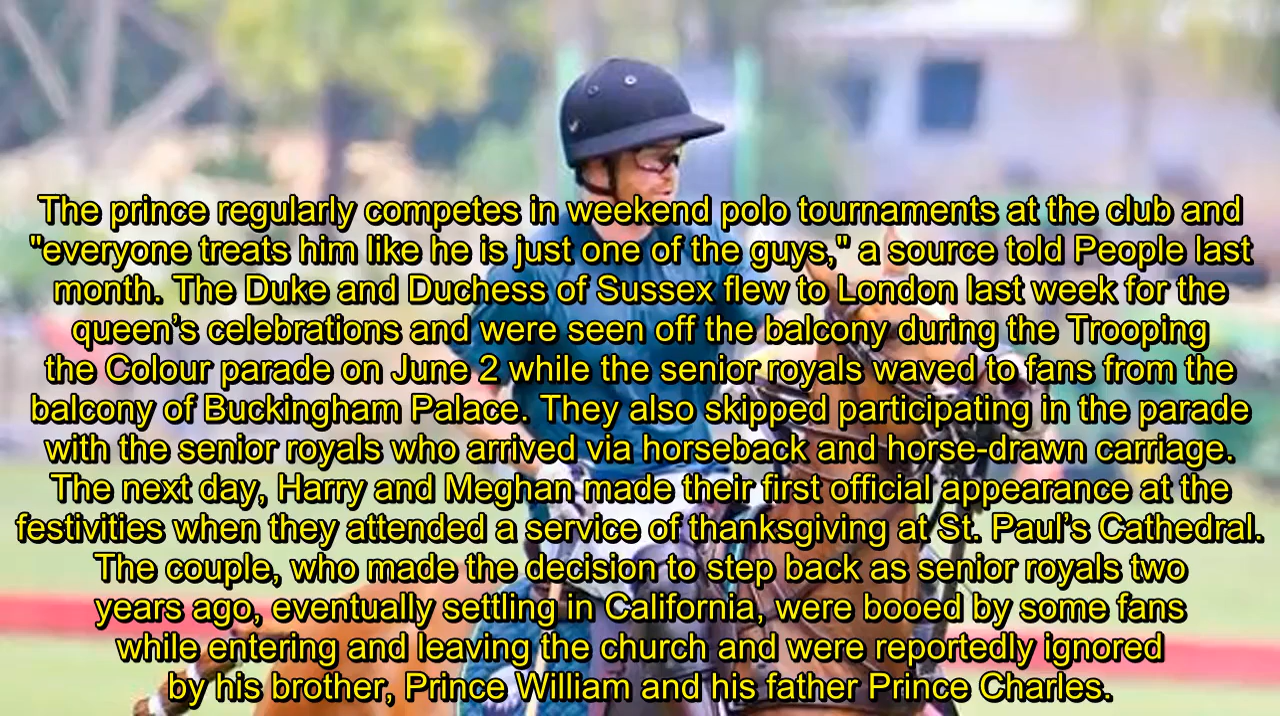 The prince regularly competes in weekend polo tournaments at the club and
"everyone treats him like he is just one of the guys," a source told People last
month. The Duke and Duchess of Sussex flew to London last week for the
queen’s celebrations and were seen off the balcony during the Trooping
the Colour parade on June 2 while the senior royals waved to fans from the
balcony of Buckingham Palace. They also skipped participating in the parade
with the senior royals who arrived via horseback and horse-drawn carriage.
The next day, Harry and Meghan made their first official appearance at the
festivities when they attended a service of thanksgiving at St. Paul’s Cathedral.
The couple, who made the decision to step back as senior royals two
years ago, eventually settling in California, were booed by some fans
while entering and leaving the church and were reportedly ignored
by his brother, Prince William and his father Prince Charles.